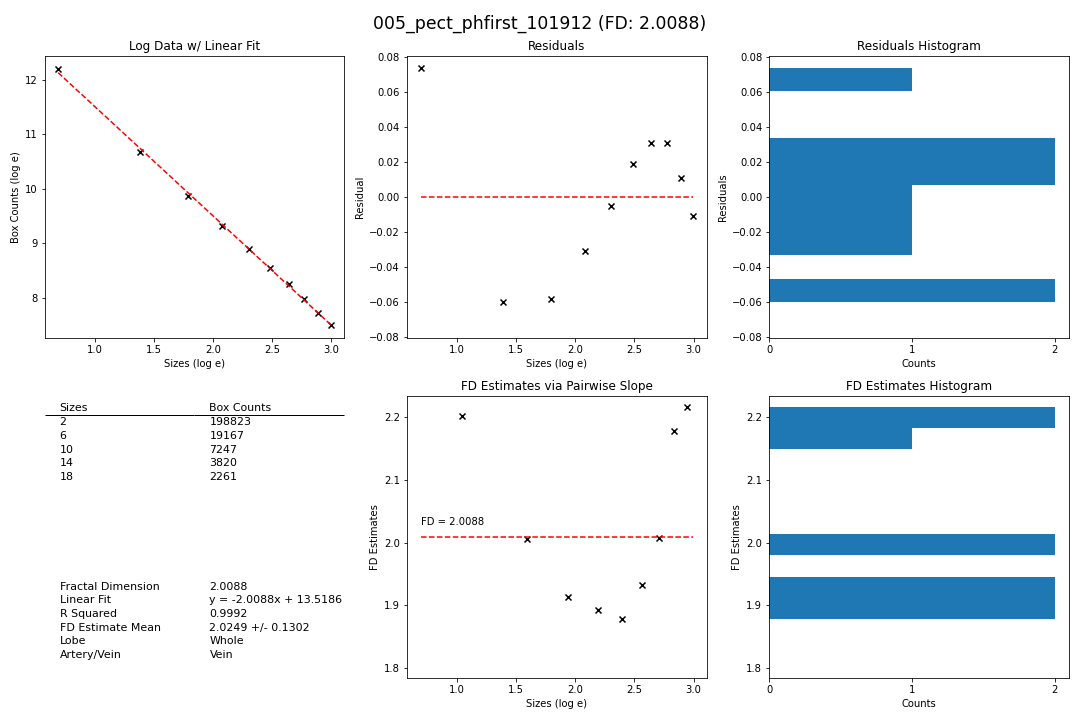 005_pect_phfirst_101912 (FD: 2.0088)
Log Data w/ Linear Fit
Box Counts (log e)
12
11
10
9
8
1.0 1.5 2.0 2.5 3.0
Sizes (log e)
Residuals
Residual
0.08
0.06
0.04
0.02
0.00
−0.02
−0.04
−0.06
−0.08
1.0 1.5 2.0 2.5 3.0
Sizes (log e)
Residuals Histogram
Residuals
0.08
0.06
0.04
0.02
0.00
−0.02
−0.04
−0.06
−0.08
0 1 2
Counts
Sizes Box Counts
2 198823
6 19167
10 7247
14 3820
18 2261
Fractal Dimension 2.0088
Linear Fit y = -2.0088x + 13.5186
R Squared 0.9992
FD Estimate Mean 2.0249 +/- 0.1302
Lobe Whole
Artery/Vein Vein
FD Estimates via Pairwise Slope
FD Estimates
2.2
2.1
2.0
1.9
1.8
FD = 2.0088
1.0 1.5 2.0 2.5 3.0
Sizes (log e)
FD Estimates Histogram
FD Estimates
2.2
2.1
2.0
1.9
1.8
0 1 2
Counts